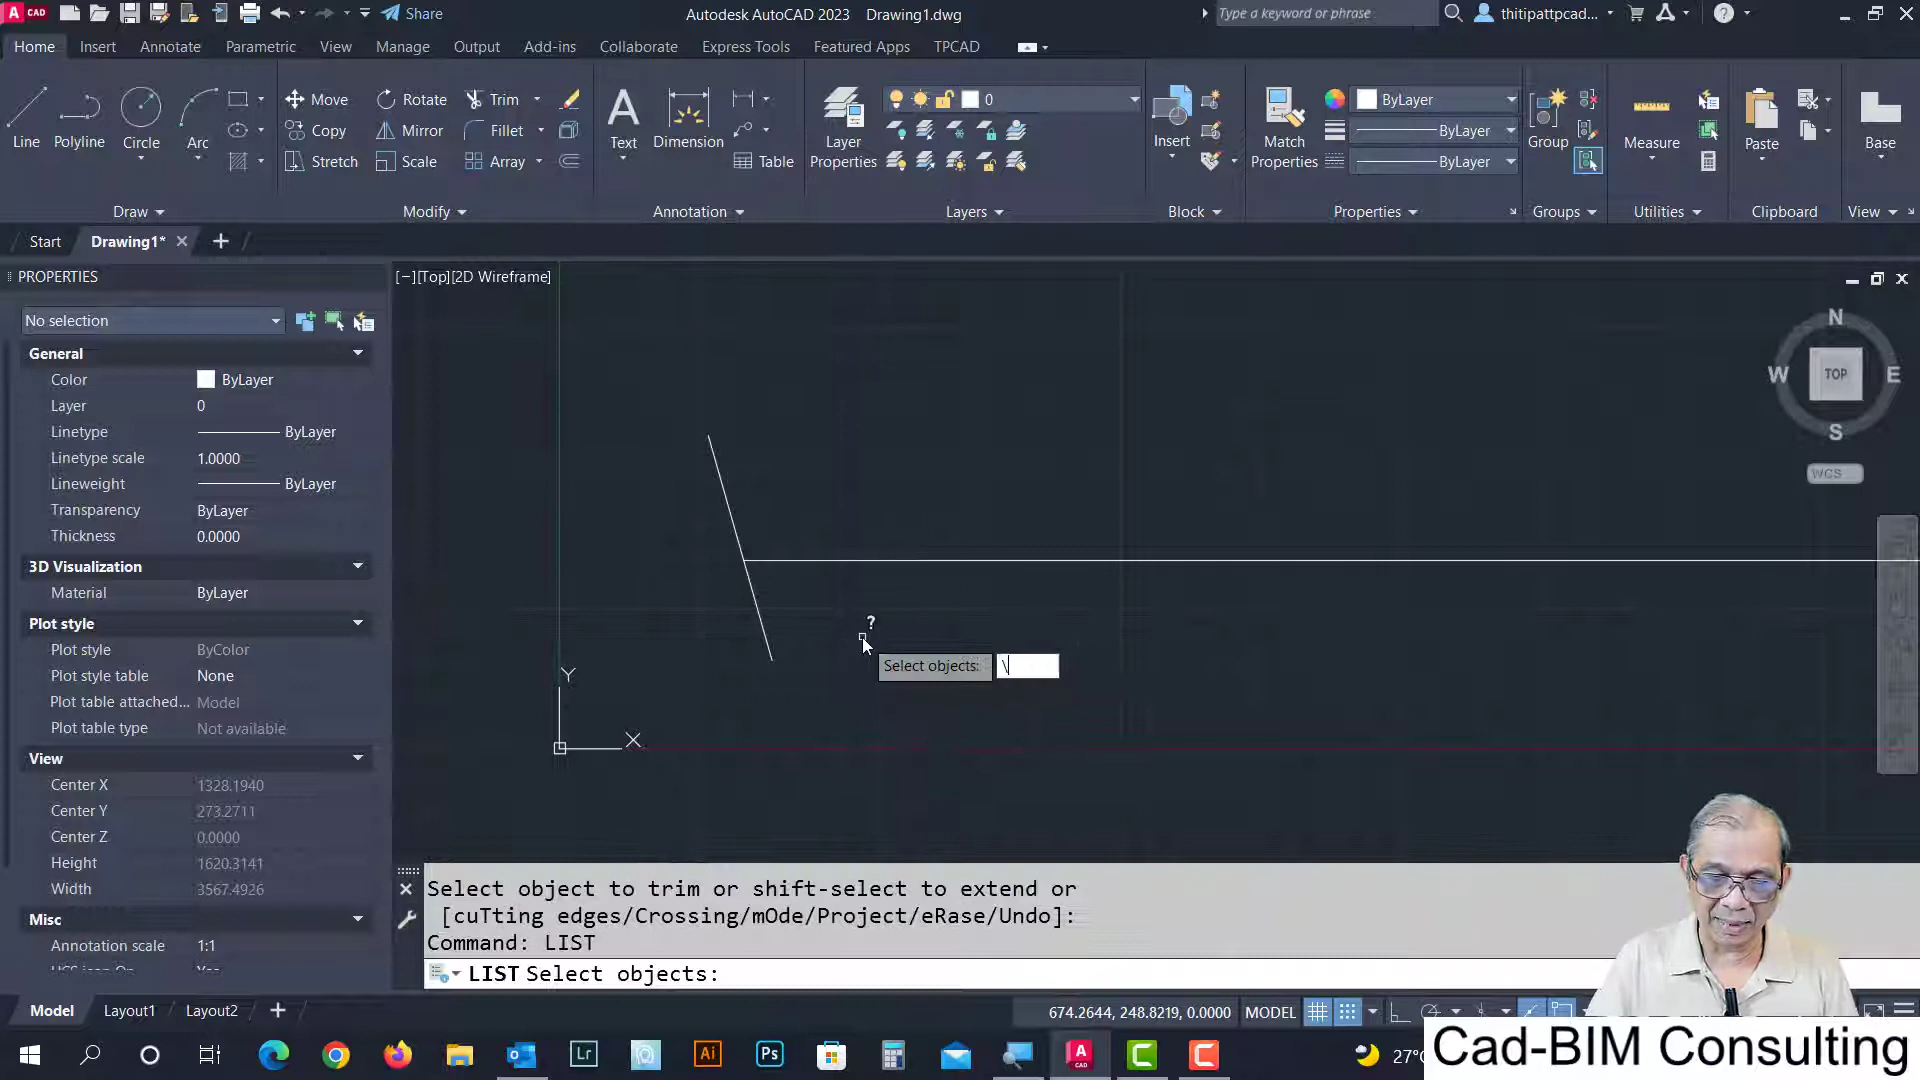 A CAD
Share
Autodesk AutoCAD 2023 Drawing1.dwg
Type a keyword or phrase
thitipattpcad...
Home Insert Annotate Parametric View Manage Output Add-ins Collaborate Express Tools Featured Apps TPCAD
Line Polyline Circle Arc
Move Rotate Trim
Copy Mirror Fillet
Stretch Scale Array
Text Dimension Table
Layer Properties
0
Insert
Match Properties
ByLayer
ByLayer
ByLayer
Group
Measure
Paste
Base
Draw Modify Annotation Layers Block Properties Groups Utilities Clipboard View
Start Drawing1*
PROPERTIES
[−][Top][2D Wireframe]
No selection
General
Color ByLayer
Layer 0
Linetype ByLayer
Linetype scale 1.0000
Lineweight ByLayer
Transparency ByLayer
Thickness 0.0000
3D Visualization
Material ByLayer
Plot style
Plot style ByColor
Plot style table None
Plot table attached... Model
Plot table type Not available
View
Center X 1328.1940
Center Y 273.2711
Center Z 0.0000
Height 1620.3141
Width 3567.4926
Misc
Annotation scale 1:1
N
W TOP E
S
WCS
?
Select objects: \
Y
X
Select object to trim or shift-select to extend or
[cuTting edges/Crossing/mOde/Project/eRase/Undo]:
Command: LIST
LIST Select objects:
Model Layout1 Layout2
674.2644, 248.8219, 0.0000 MODEL
Lr Ai Ps A CAD C C
27°
Cad-BIM Consulting